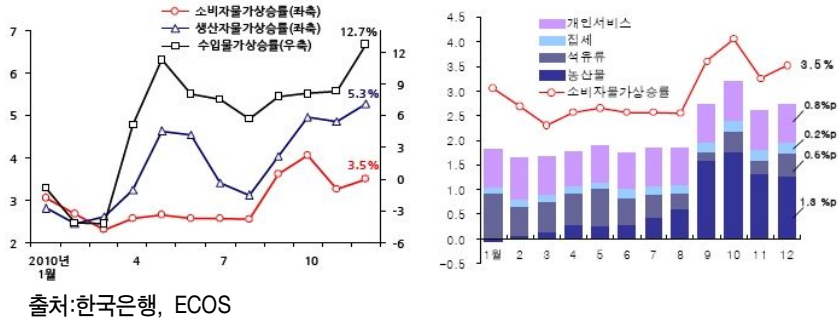 소비자물가상승률(좌축)
생산자물가상승률(좌축)
수입물가상승률(우축)
7
6
5
4
3
2
12
9
6
3
0
-3
-6
12.7%
5.3%
3.5%
2010년
1월
4
7
10
4.5
4.0
3.5
3.0
2.5
2.0
1.5
1.0
0.5
0.0
-0.5
개인서비스
집세
석유류
농산물
소비자물가상승률
3.5%
0.8%p
0.2%p
0.5%p
1.3 %p
1월 2 3 4 5 6 7 8 9 10 11 12
출처:한국은행, ECOS